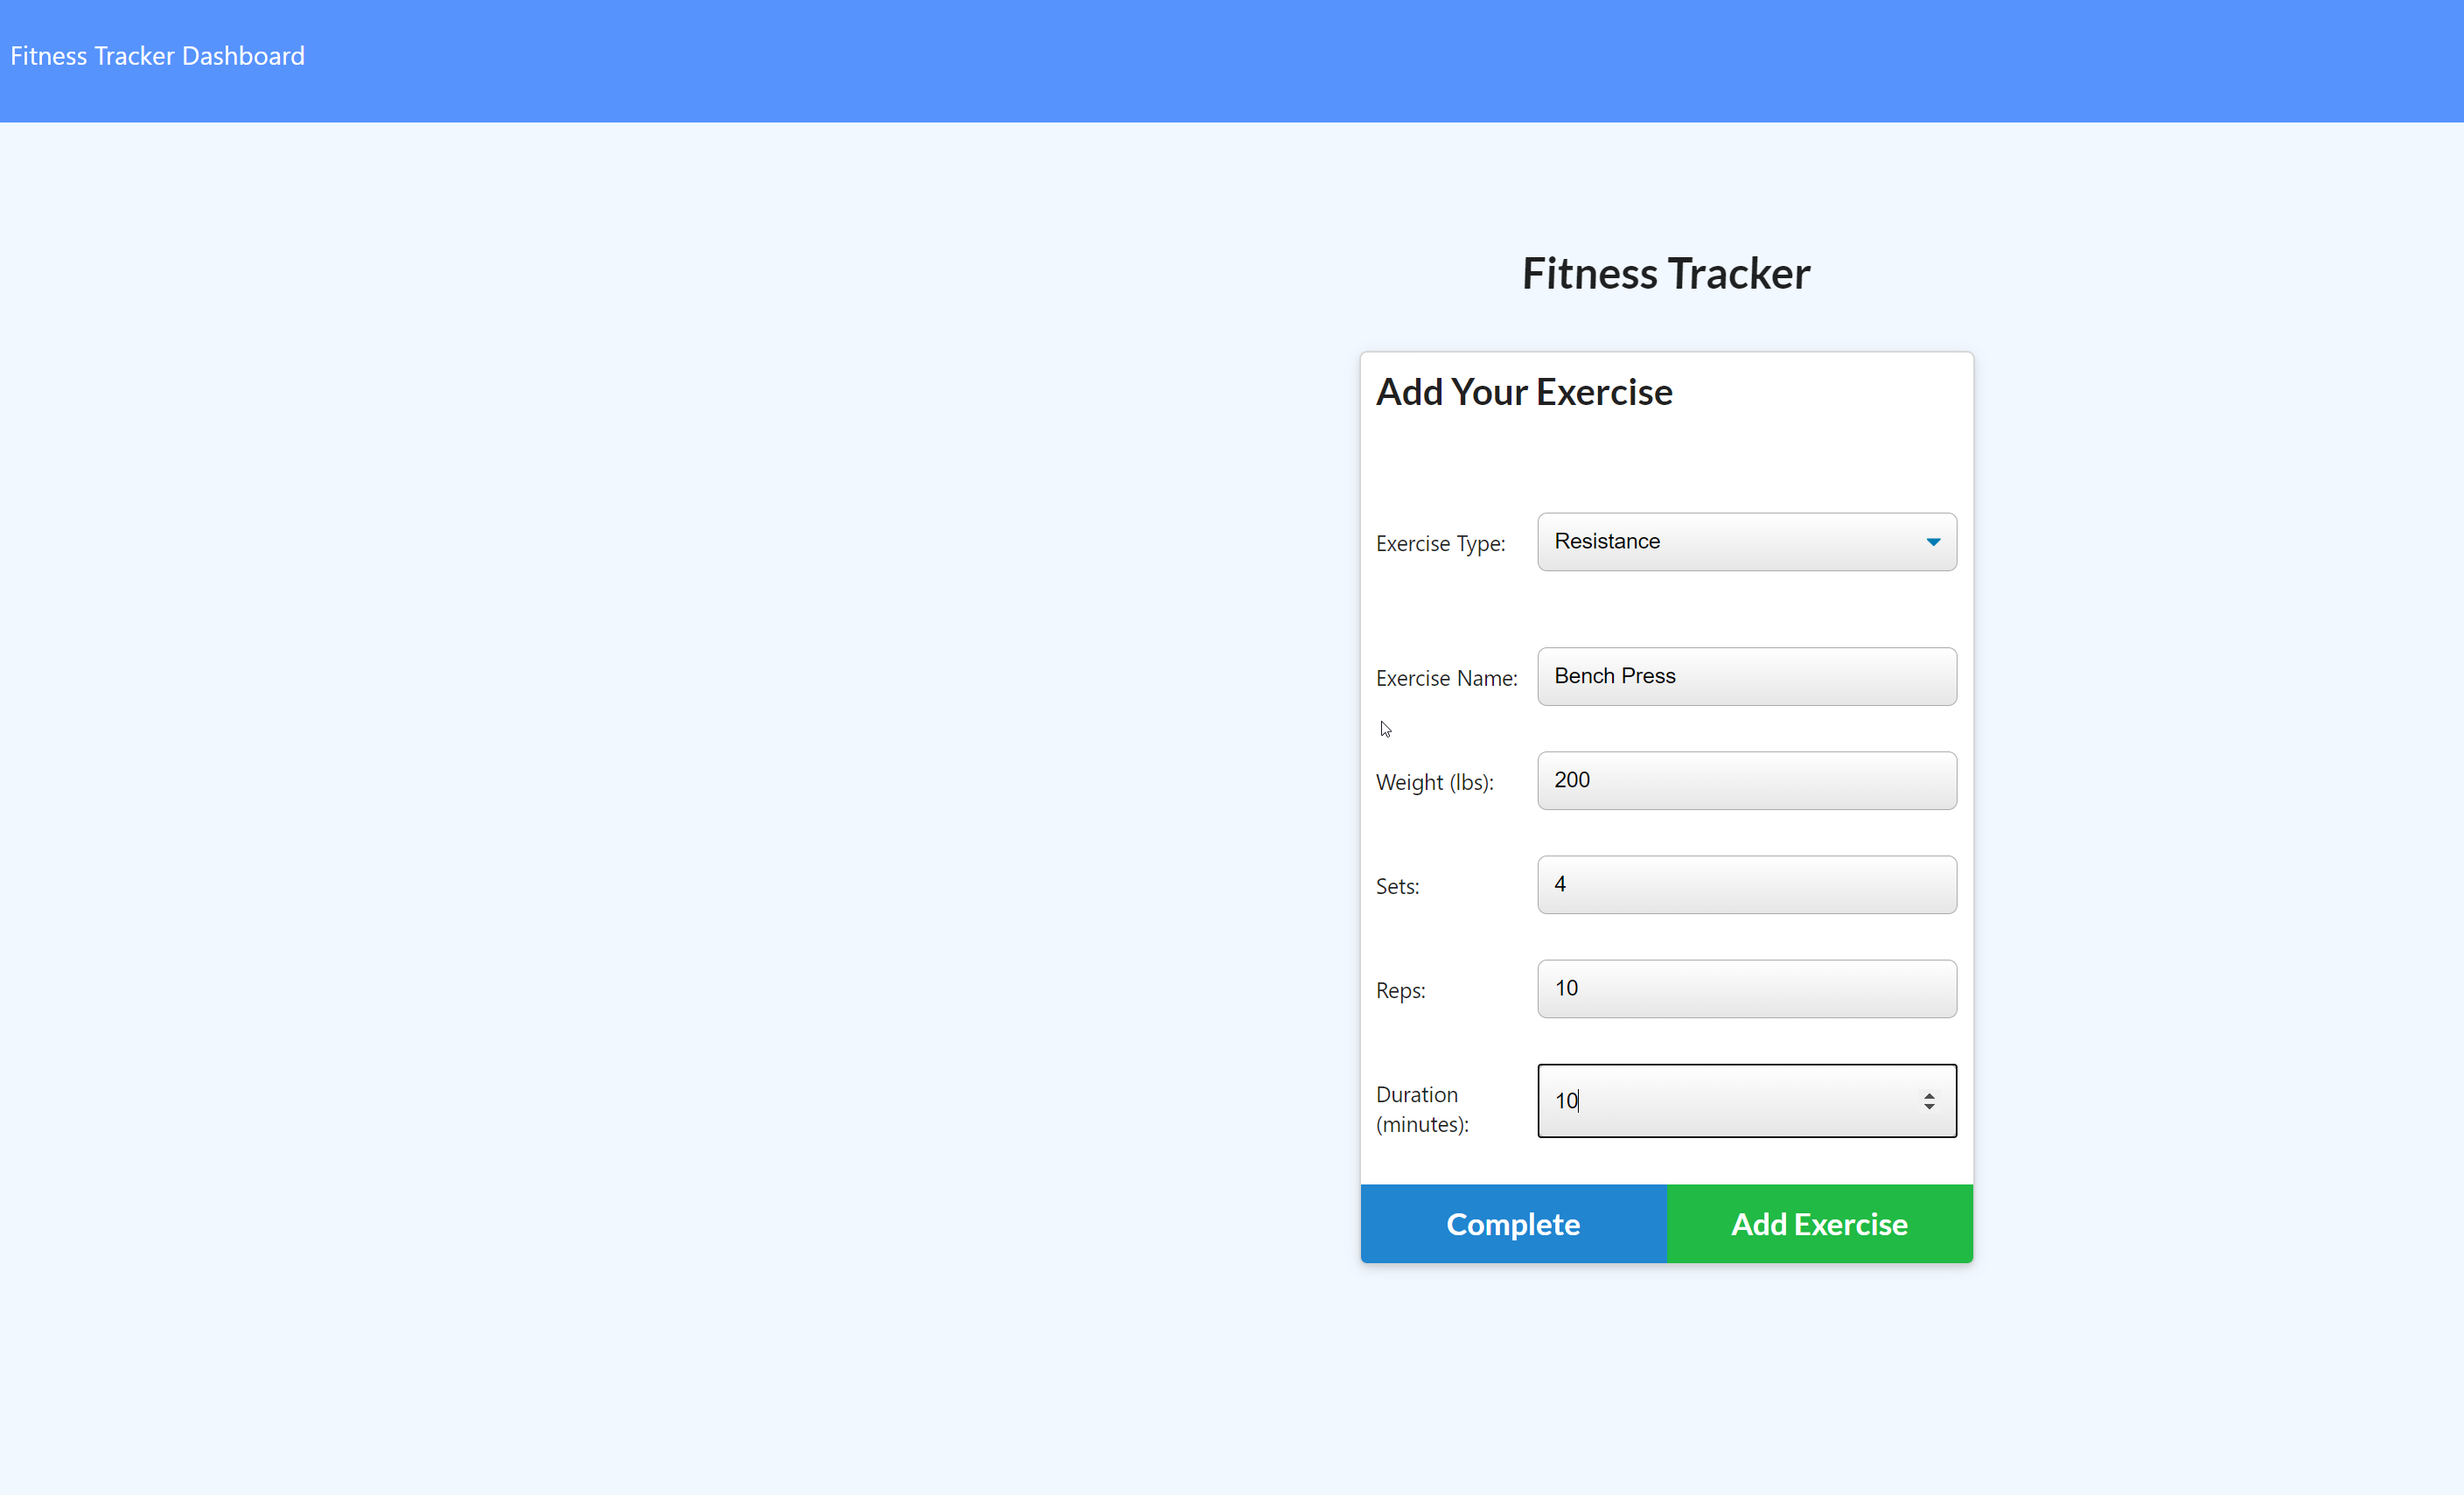 Fitness Tracker Dashboard
Fitness Tracker
Add Your Exercise
Exercise Type: Resistance
Exercise Name: Bench Press
Weight (lbs): 200
Sets: 4
Reps: 10
Duration (minutes): 10
Complete Add Exercise